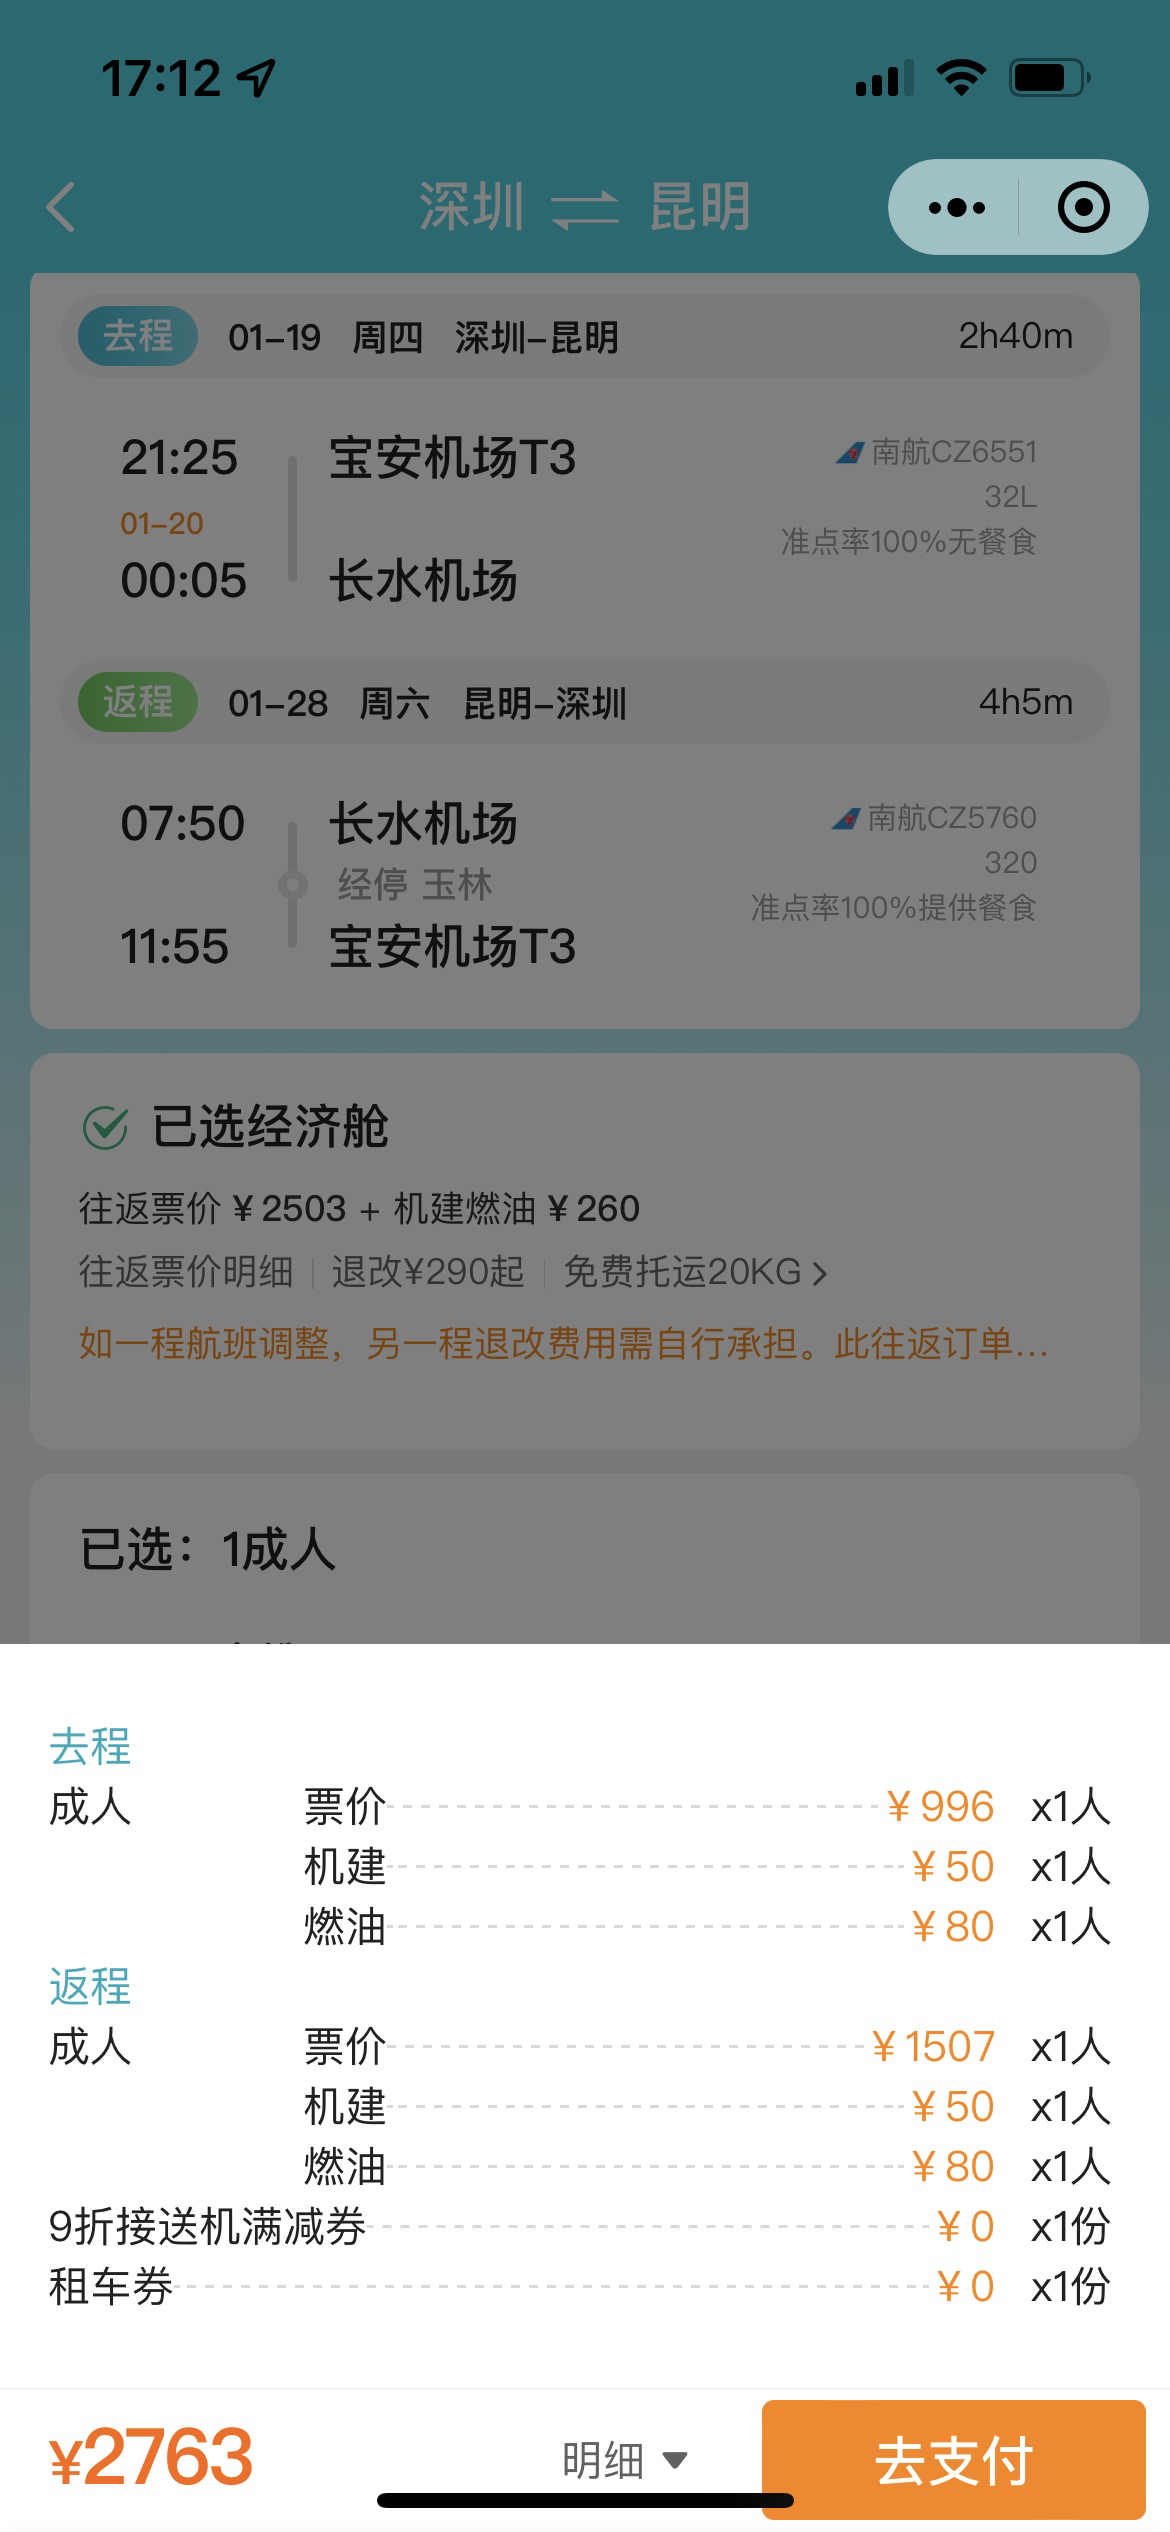 17:12
深圳 昆明
去程 01-19 周四 深圳-昆明 2h40m
21:25 宝安机场T3 南航CZ6551
32L
01-20
准点率100%无餐食
00:05 长水机场
返程 01-28 周六 昆明-深圳 4h5m
07:50 长水机场 南航CZ5760
320
经停 玉林
准点率100%提供餐食
11:55 宝安机场T3
已选经济舱
往返票价 ¥2503 + 机建燃油 ¥260
往返票价明细 退改¥290起 免费托运20KG
如一程航班调整，另一程退改费用需自行承担。此往返订单...
已选：1成人
去程
成人 票价 ¥996 x1人
机建 ¥50 x1人
燃油 ¥80 x1人
返程
成人 票价 ¥1507 x1人
机建 ¥50 x1人
燃油 ¥80 x1人
9折接送机满减券 ¥0 x1份
租车券 ¥0 x1份
¥2763 明细 去支付